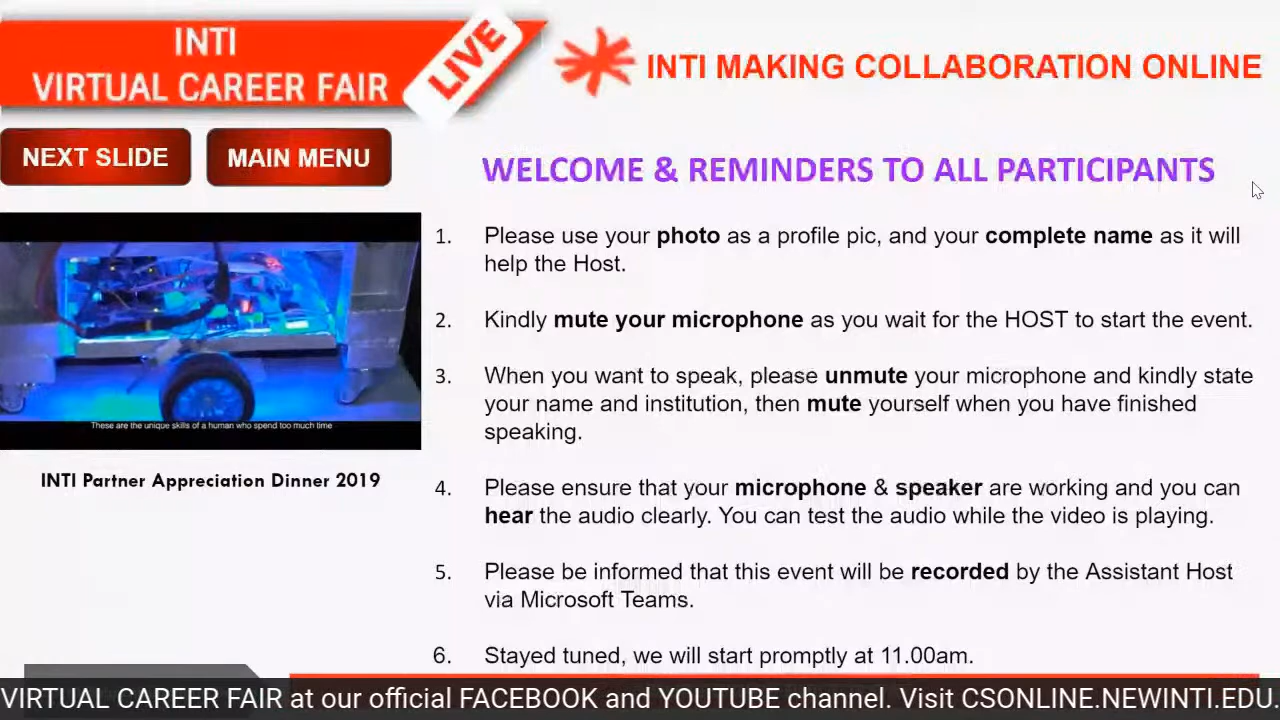 INTI
VIRTUAL CAREER FAIR
LIVE
INTI MAKING COLLABORATION ONLINE
NEXT SLIDE
MAIN MENU
WELCOME & REMINDERS TO ALL PARTICIPANTS
These are the unique skills of a human who spend too much time
INTI Partner Appreciation Dinner 2019
1. Please use your photo as a profile pic, and your complete name as it will
help the Host.
2. Kindly mute your microphone as you wait for the HOST to start the event.
3. When you want to speak, please unmute your microphone and kindly state
your name and institution, then mute yourself when you have finished
speaking.
4. Please ensure that your microphone & speaker are working and you can
hear the audio clearly. You can test the audio while the video is playing.
5. Please be informed that this event will be recorded by the Assistant Host
via Microsoft Teams.
6. Stayed tuned, we will start promptly at 11.00am.
VIRTUAL CAREER FAIR at our official FACEBOOK and YOUTUBE channel. Visit CSONLINE.NEWINTI.EDU.